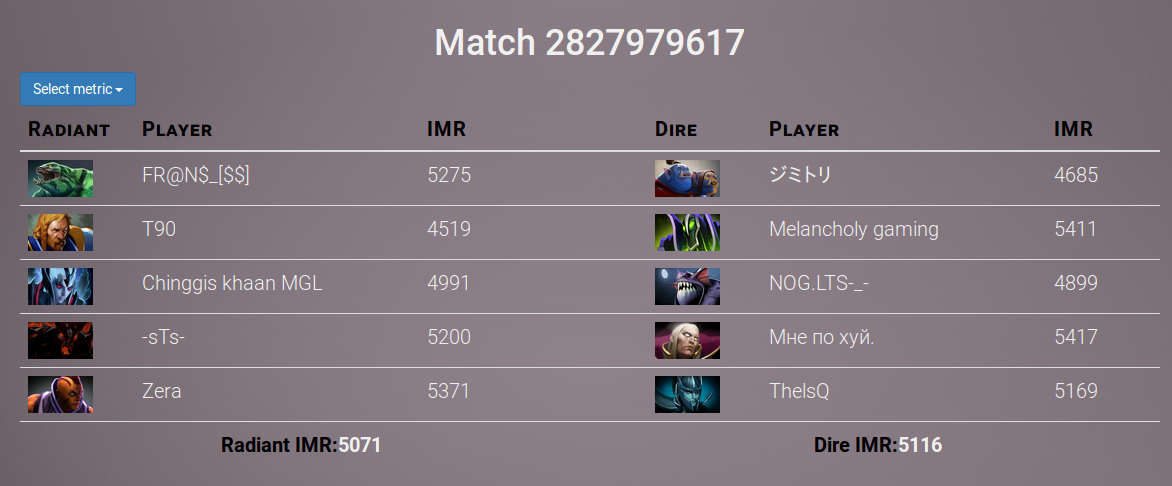 Match 2827979617
Select metric
Radiant Player IMR Dire Player IMR
FR@N$_[$$] 5275 ジミトリ 4685
T90 4519 Melancholy gaming 5411
Chinggis khaan MGL 4991 NOG.LTS-_- 4899
-sTs- 5200 Мне по хуй. 5417
Zera 5371 TheIsQ 5169
Radiant IMR:5071 Dire IMR:5116